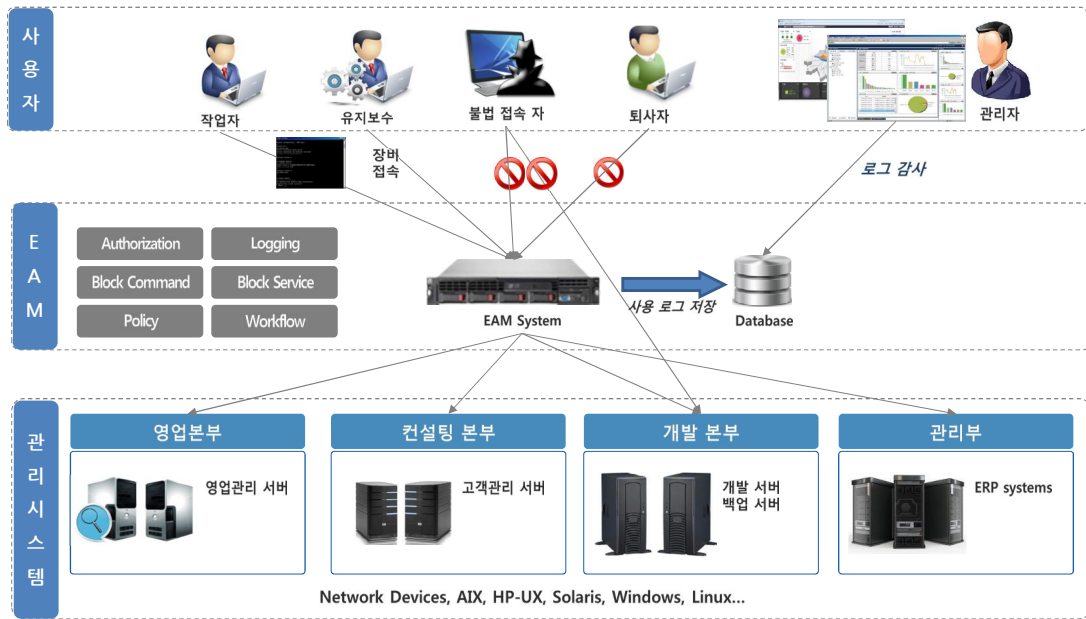 사용자
작업자
유지보수
불법 접속 자
퇴사자
관리자
장비
접속
로그 감사
EAM
Authorization
Logging
Block Command
Block Service
Policy
Workflow
EAM System
사용 로그 저장
Database
관리시스템
영업본부
컨설팅 본부
개발 본부
관리부
영업관리 서버
고객관리 서버
개발 서버
백업 서버
ERP systems
Network Devices, AIX, HP-UX, Solaris, Windows, Linux...